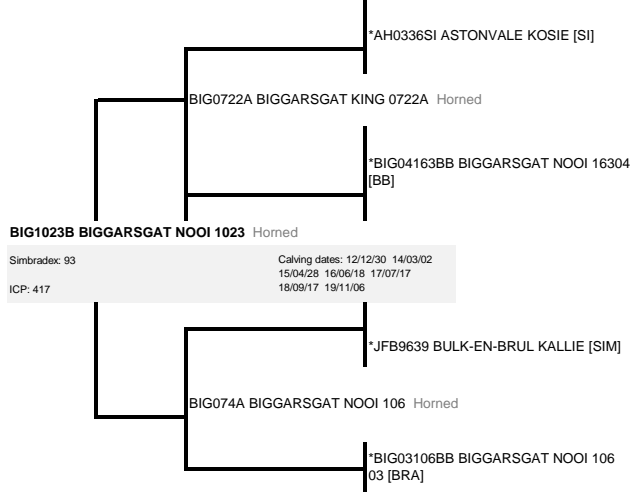 *AH0336SI ASTONVALE KOSIE [SI]
BIG0722A BIGGARSGAT KING 0722A Horned
*BIG04163BB BIGGARSGAT NOOI 16304
[BB]
BIG1023B BIGGARSGAT NOOI 1023 Horned
Simbradex: 93
ICP: 417
Calving dates: 12/12/30 14/03/02
15/04/28 16/06/18 17/07/17
18/09/17 19/11/06
*JFB9639 BULK-EN-BRUL KALLIE [SIM]
BIG074A BIGGARSGAT NOOI 106 Horned
*BIG03106BB BIGGARSGAT NOOI 106
03 [BRA]